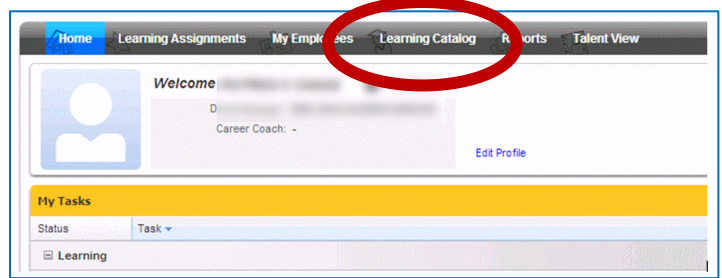 Home Learning Assignments My Employees Learning Catalog Reports Talent View
Welcome
Career Coach: -
Edit Profile
My Tasks
Status Task
Learning